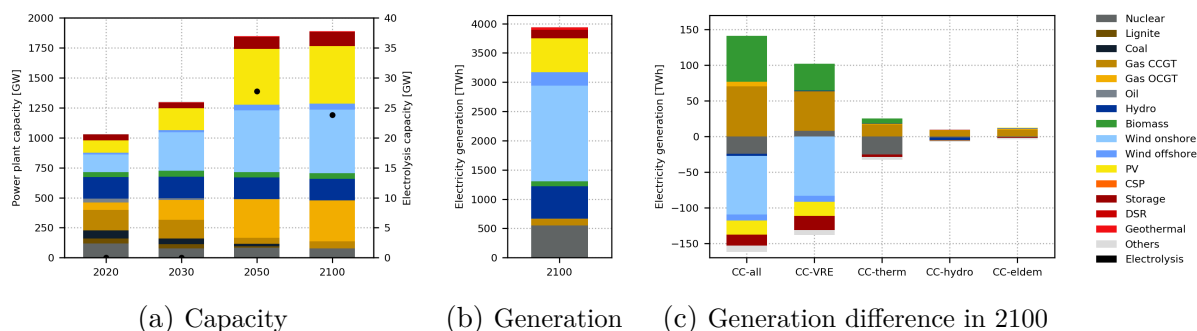 Power plant capacity [GW]
2000
1750
1500
1250
1000
750
500
250
0
2020
2030
2050
2100
40
35
30
25
20
15
10
5
0
Electrolysis capacity [GW]
(a) Capacity
Electricity generation [TWh]
4000
3500
3000
2500
2000
1500
1000
500
0
2100
(b) Generation
Electricity generation [TWh]
150
100
50
0
−50
−100
−150
CC-all
CC-VRE
CC-therm
CC-hydro
CC-eldem
(c) Generation difference in 2100
Nuclear
Lignite
Coal
Gas CCGT
Gas OCGT
Oil
Hydro
Biomass
Wind onshore
Wind offshore
PV
CSP
Storage
DSR
Geothermal
Others
Electrolysis